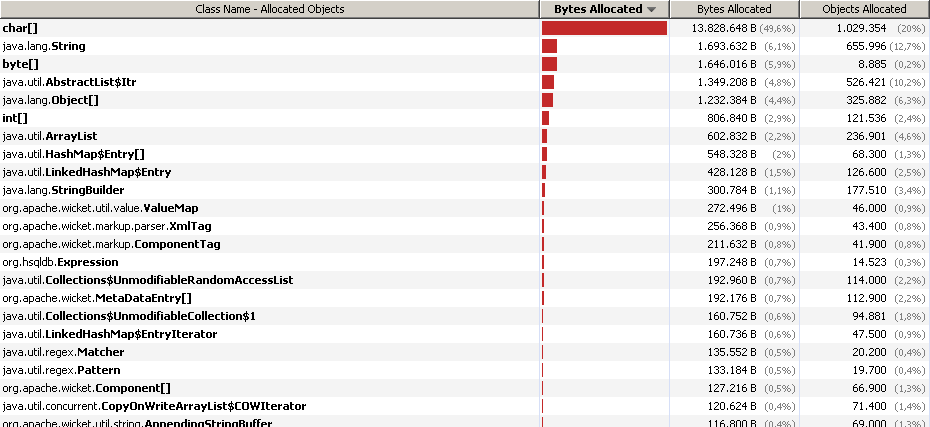 Class Name - Allocated Objects Bytes Allocated Bytes Allocated Objects Allocated
char[] 13.828.648 B (49,6%) 1.029.354 (20%)
java.lang.String 1.693.632 B (6,1%) 655.996 (12,7%)
byte[] 1.646.016 B (5,9%) 8.885 (0,2%)
java.util.AbstractList$Itr 1.349.208 B (4,8%) 526.421 (10,2%)
java.lang.Object[] 1.232.384 B (4,4%) 325.882 (6,3%)
int[] 806.840 B (2,9%) 121.536 (2,4%)
java.util.ArrayList 602.832 B (2,2%) 236.901 (4,6%)
java.util.HashMap$Entry[] 548.328 B (2%) 68.300 (1,3%)
java.util.LinkedHashMap$Entry 428.128 B (1,5%) 126.600 (2,5%)
java.lang.StringBuilder 300.784 B (1,1%) 177.510 (3,4%)
org.apache.wicket.util.value.ValueMap 272.496 B (1%) 46.000 (0,9%)
org.apache.wicket.markup.parser.XmlTag 256.368 B (0,9%) 43.400 (0,8%)
org.apache.wicket.markup.ComponentTag 211.632 B (0,8%) 41.900 (0,8%)
org.hsqldb.Expression 197.248 B (0,7%) 14.523 (0,3%)
java.util.Collections$UnmodifiableRandomAccessList 192.960 B (0,7%) 114.000 (2,2%)
org.apache.wicket.MetaDataEntry[] 192.176 B (0,7%) 112.900 (2,2%)
java.util.Collections$UnmodifiableCollection$1 160.752 B (0,6%) 94.881 (1,8%)
java.util.LinkedHashMap$EntryIterator 160.736 B (0,6%) 47.500 (0,9%)
java.util.regex.Matcher 135.552 B (0,5%) 20.200 (0,4%)
java.util.regex.Pattern 133.184 B (0,5%) 19.700 (0,4%)
org.apache.wicket.Component[] 127.216 B (0,5%) 66.900 (1,3%)
java.util.concurrent.CopyOnWriteArrayList$COWIterator 120.624 B (0,4%) 71.400 (1,4%)
org.apache.wicket.util.string.AppendingStringBuffer 116.800 B (0,4%) 69.000 (1,3%)